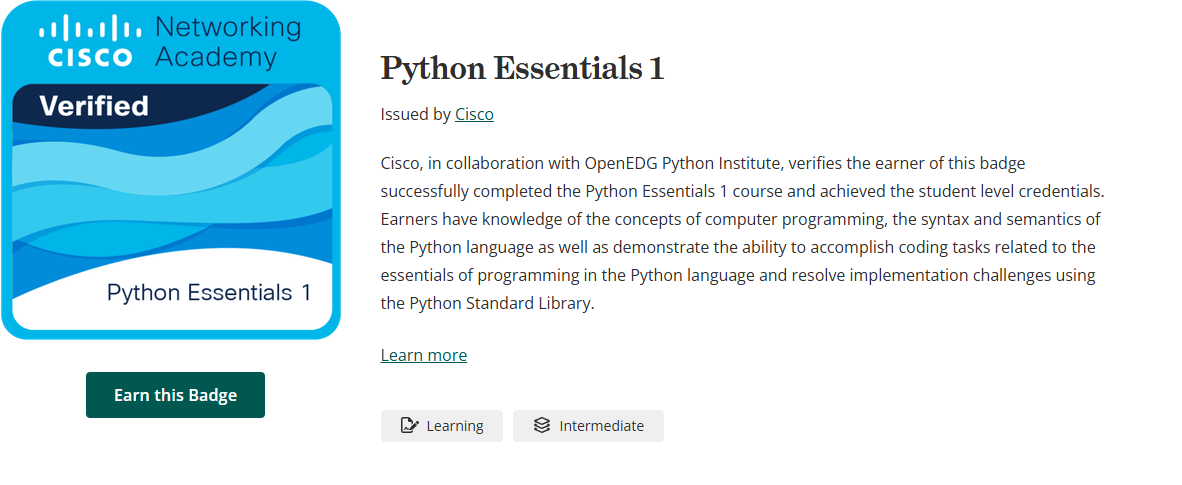 CISCO
Networking
Academy
Verified
Python Essentials 1
Earn this Badge
Python Essentials 1
Issued by Cisco
Cisco, in collaboration with OpenEDG Python Institute, verifies the earner of this badge
successfully completed the Python Essentials 1 course and achieved the student level credentials.
Earners have knowledge of the concepts of computer programming, the syntax and semantics of
the Python language as well as demonstrate the ability to accomplish coding tasks related to the
essentials of programming in the Python language and resolve implementation challenges using
the Python Standard Library.
Learn more
Learning
Intermediate